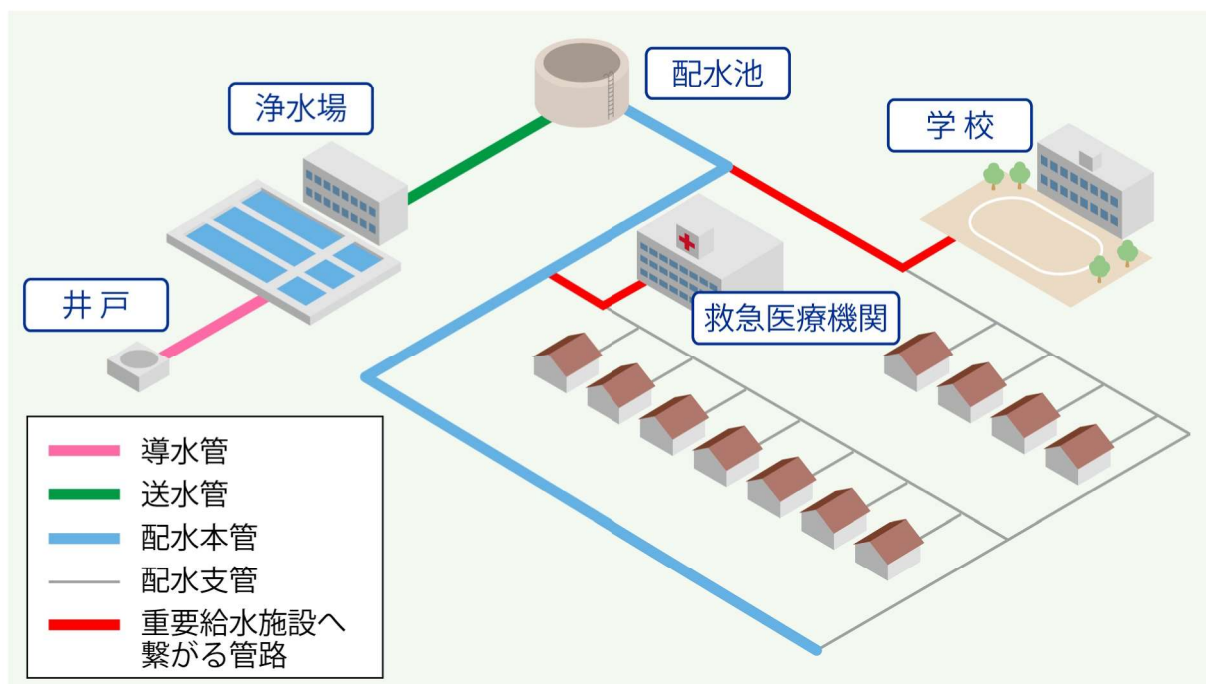 配水池
浄水場
学校
井戸
救急医療機関
導水管
送水管
配水本管
配水支管
重要給水施設へ
繋がる管路